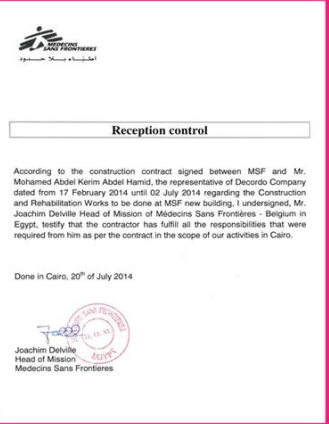 MEDECINS
SANS FRONTIERES
أطباء بلا حدود
Reception control
According to the construction contract signed between MSF and Mr.
Mohamed Abdel Kerim Abdel Hamid, the representative of Decordo Company
dated from 17 February 2014 until 02 July 2014 regarding the Construction
and Rehabilitation Works to be done at MSF new building, I undersigned, Mr.
Joachim Delville Head of Mission of Médecins Sans Frontières - Belgium in
Egypt, testify that the contractor has fulfill all the responsibilities that were
required from him as per the contract in the scope of our activities in Cairo.
Done in Cairo, 20th of July 2014
SANS FRONTIERES
EGYPT
Joachim Delville
Head of Mission
Medecins Sans Frontieres